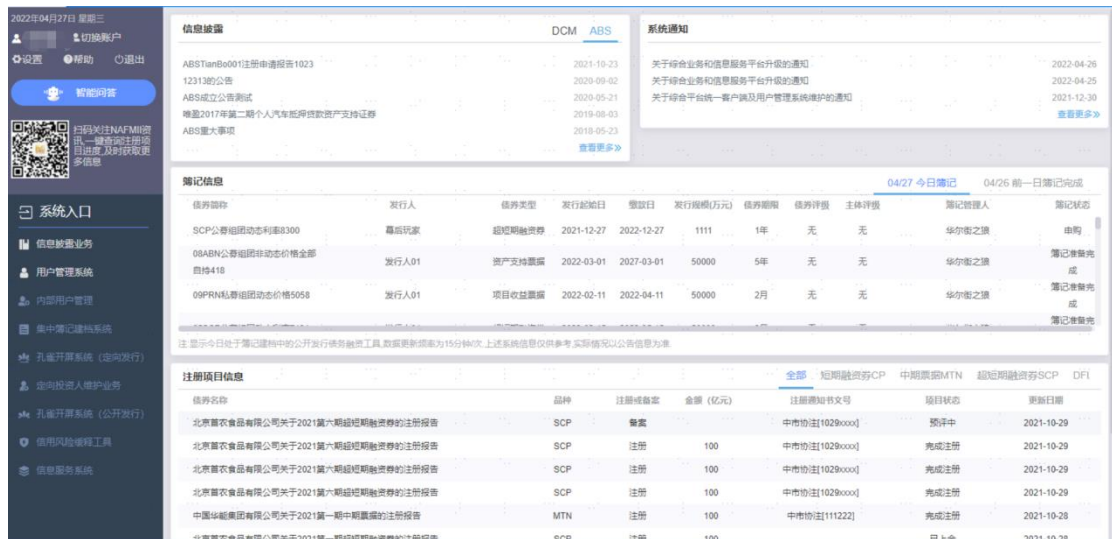 2022年04月27日 星期三
切换账户
设置 帮助 退出
智能问答
扫码关注NAFMII资
讯,一键查询注册项
目进度,及时获取更
多信息
系统入口
信息披露业务
用户管理系统
内部用户管理
集中簿记建档系统
孔雀开屏系统（定向发行）
定向投资人维护业务
孔雀开屏系统（公开发行）
信用风险缓释工具
信息服务系统
信息披露 DCM ABS
ABSTianBo001注册申请报告1023 2021-10-23
12313的公告 2020-09-02
ABS成立公告测试 2020-05-21
唯盈2017年第二期个人汽车抵押贷款资产支持证券 2019-08-03
ABS重大事项 2018-05-23
查看更多»
系统通知
关于综合业务和信息服务平台升级的通知 2022-04-26
关于综合业务和信息服务平台升级的通知 2022-04-25
关于综合平台统一客户端及用户管理系统维护的通知 2021-12-30
查看更多»
簿记信息 04/27 今日簿记 04/26 前一日簿记完成
债券简称 发行人 债券类型 发行起始日 缴款日 发行规模(万元) 债券期限 债券评级 主体评级 簿记管理人 簿记状态
SCP公募组团动态利率8300 幕后玩家 超短期融资券 2021-12-27 2022-12-27 1111 1年 无 无 华尔街之狼 申购
08ABN公募组团非动态价格全部
自持418 发行人01 资产支持票据 2022-03-01 2027-03-01 50000 5年 无 无 华尔街之狼 簿记准备完
成
09PRN私募组团动态价格5058 发行人01 项目收益票据 2022-02-11 2022-04-11 50000 2月 无 无 华尔街之狼 簿记准备完
成
簿记准备完
注:显示今日处于簿记建档中的公开发行债务融资工具,数据更新频率为15分钟/次.上述系统信息仅供参考,实际情况以公告信息为准
注册项目信息 全部 短期融资券CP 中期票据MTN 超短期融资券SCP DFI
债券名称 品种 注册或备案 金额（亿元） 注册通知书文号 项目状态 更新日期
北京首农食品有限公司关于2021第六期超短期融资券的注册报告 SCP 备案 中市协注[1029xxxx] 预评中 2021-10-29
北京首农食品有限公司关于2021第六期超短期融资券的注册报告 SCP 注册 100 中市协注[1029xxxx] 完成注册 2021-10-29
北京首农食品有限公司关于2021第六期超短期融资券的注册报告 SCP 注册 100 中市协注[1029xxxx] 完成注册 2021-10-29
北京首农食品有限公司关于2021第六期超短期融资券的注册报告 SCP 注册 100 中市协注[1029xxxx] 完成注册 2021-10-29
中国华能集团有限公司关于2021第一期中期票据的注册报告 MTN 注册 100 中市协注[111222] 完成注册 2021-10-28